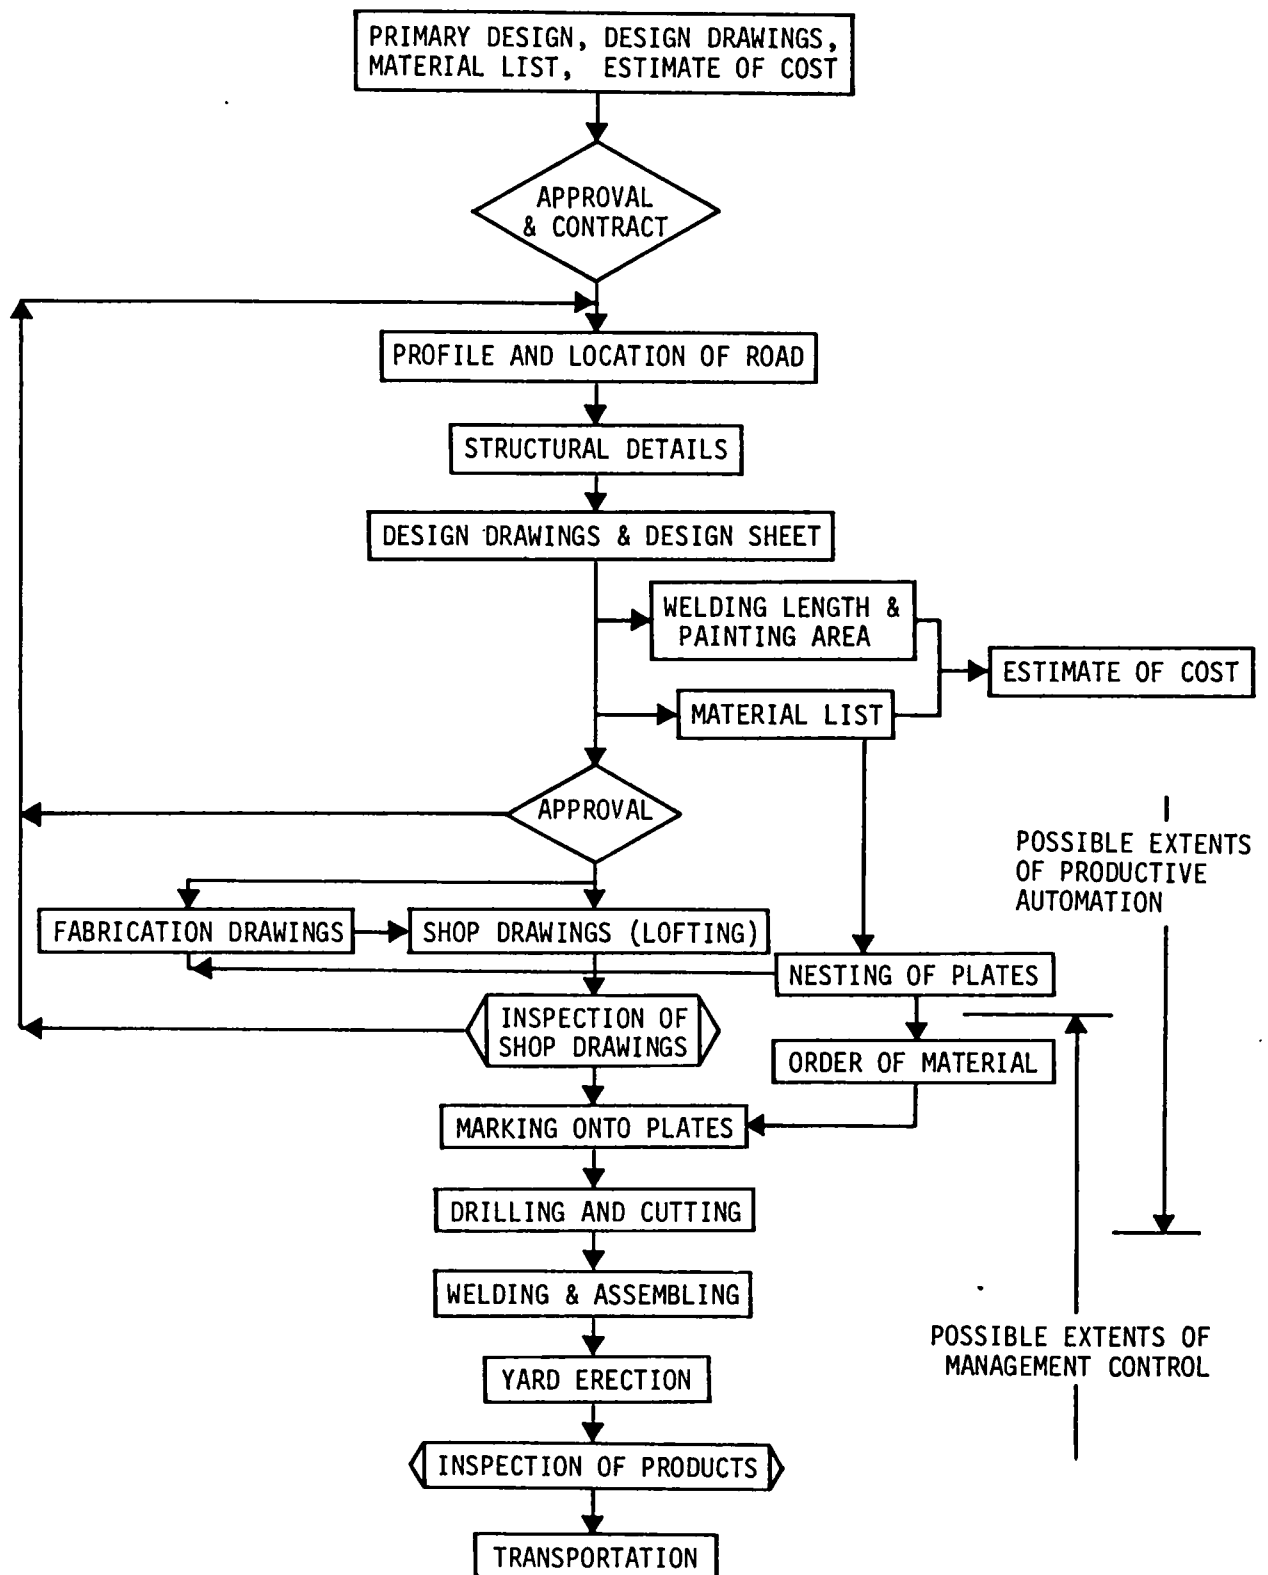 PRIMARY DESIGN, DESIGN DRAWINGS,
MATERIAL LIST, ESTIMATE OF COST
APPROVAL
& CONTRACT
PROFILE AND LOCATION OF ROAD
STRUCTURAL DETAILS
DESIGN DRAWINGS & DESIGN SHEET
WELDING LENGTH &
PAINTING AREA
ESTIMATE OF COST
MATERIAL LIST
APPROVAL
POSSIBLE EXTENTS
OF PRODUCTIVE
AUTOMATION
FABRICATION DRAWINGS
SHOP DRAWINGS (LOFTING)
NESTING OF PLATES
INSPECTION OF
SHOP DRAWINGS
ORDER OF MATERIAL
MARKING ONTO PLATES
DRILLING AND CUTTING
WELDING & ASSEMBLING
POSSIBLE EXTENTS OF
MANAGEMENT CONTROL
YARD ERECTION
INSPECTION OF PRODUCTS
TRANSPORTATION